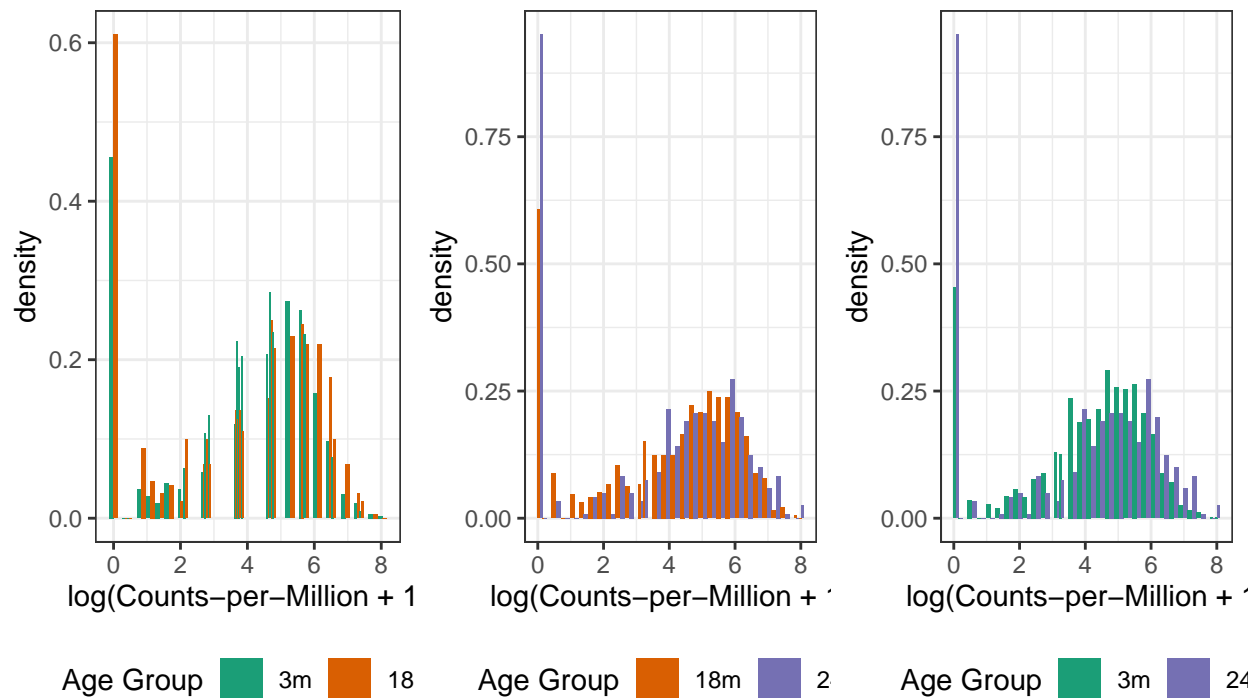 density
0.6
0.4
0.2
0.0
0 2 4 6 8
log(Counts−per−Million + 1
Age Group 3m 18
density
0.75
0.50
0.25
0.00
0 2 4 6 8
log(Counts−per−Million +
Age Group 18m 2
density
0.75
0.50
0.25
0.00
0 2 4 6 8
log(Counts−per−Million +
Age Group 3m 24